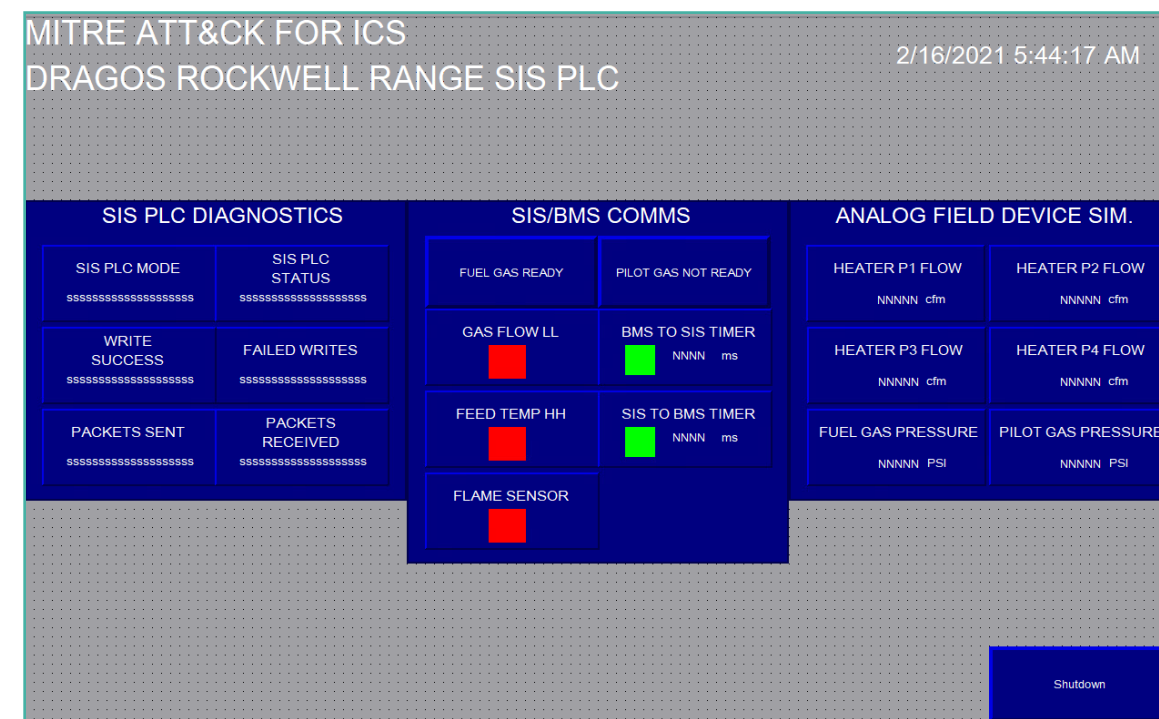 MITRE ATT&CK FOR ICS
DRAGOS ROCKWELL RANGE SIS PLC
2/16/2021 5:44:17 AM
SIS PLC DIAGNOSTICS
SIS PLC MODE
ssssssssssssssssssss
SIS PLC
STATUS
ssssssssssssssssssss
WRITE
SUCCESS
ssssssssssssssssssss
FAILED WRITES
ssssssssssssssssssss
PACKETS SENT
ssssssssssssssssssss
PACKETS
RECEIVED
ssssssssssssssssssss
SIS/BMS COMMS
FUEL GAS READY
PILOT GAS NOT READY
GAS FLOW LL
BMS TO SIS TIMER
NNNN ms
FEED TEMP HH
SIS TO BMS TIMER
NNNN ms
FLAME SENSOR
ANALOG FIELD DEVICE SIM.
HEATER P1 FLOW
NNNNN cfm
HEATER P2 FLOW
NNNNN cfm
HEATER P3 FLOW
NNNNN cfm
HEATER P4 FLOW
NNNNN cfm
FUEL GAS PRESSURE
NNNNN PSI
PILOT GAS PRESSURE
NNNNN PSI
Shutdown